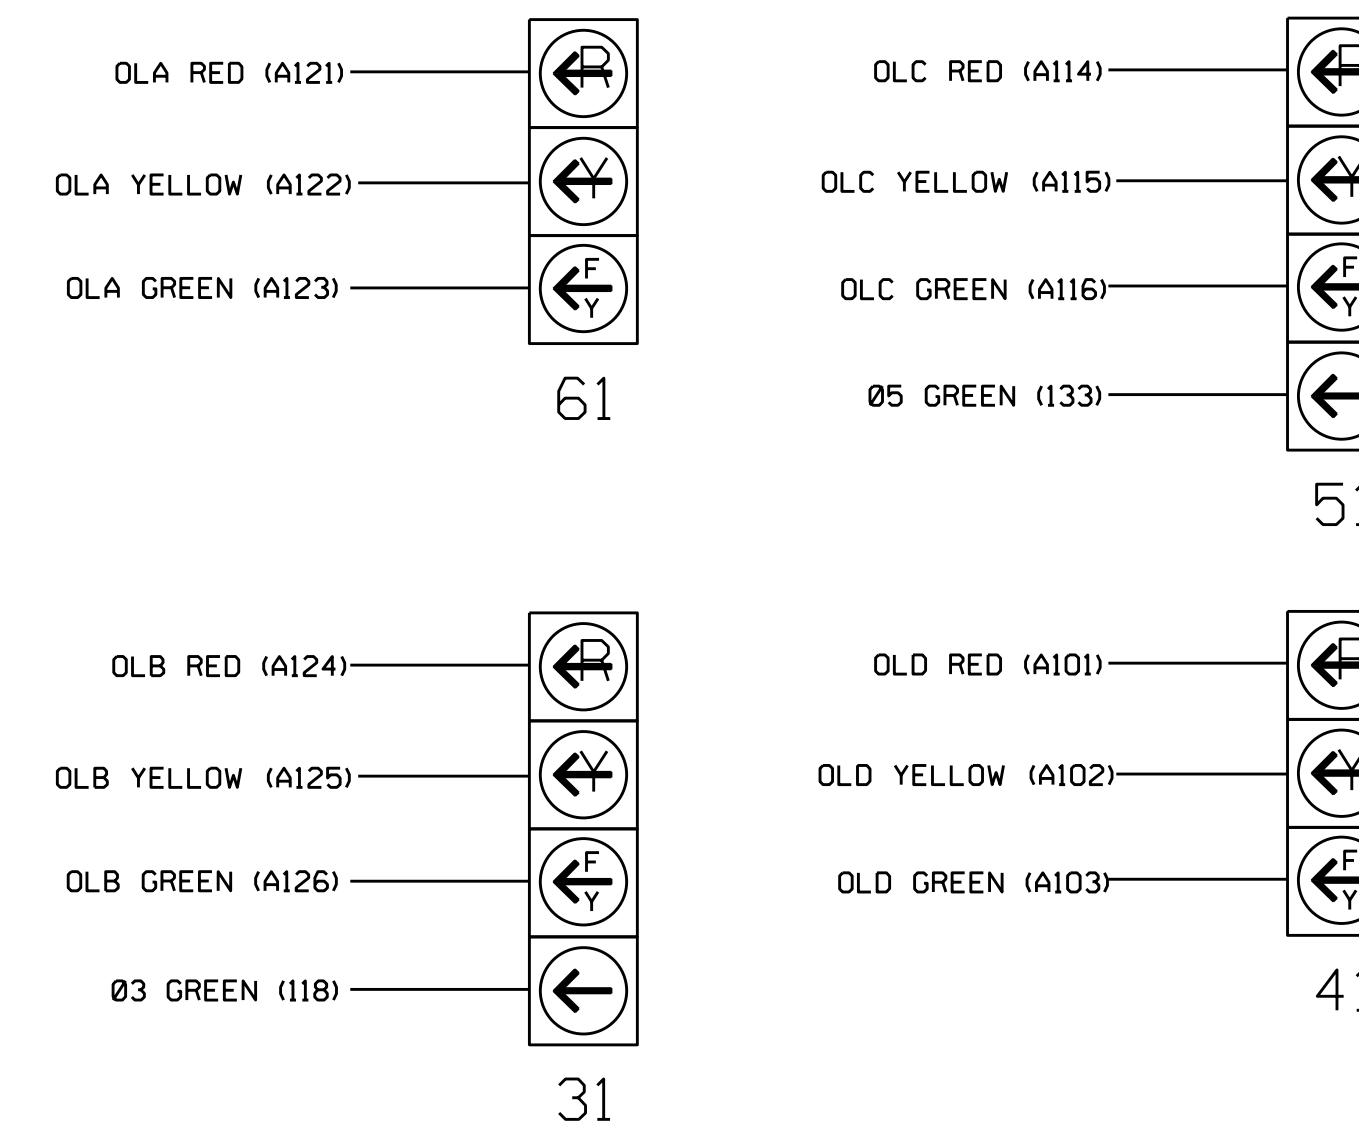 OLA RED (A121)
R
OLA YELLOW (A122)
Y
OLA GREEN (A123)
F
Y
61
OLC RED (A114)
OLC YELLOW (A115)
Y
OLC GREEN (A116)
F
Y
Ø5 GREEN (133)
51
OLB RED (A124)
R
OLB YELLOW (A125)
Y
OLB GREEN (A126)
F
Y
Ø3 GREEN (118)
31
OLD RED (A101)
OLD YELLOW (A102)
Y
OLD GREEN (A103)
F
Y
41